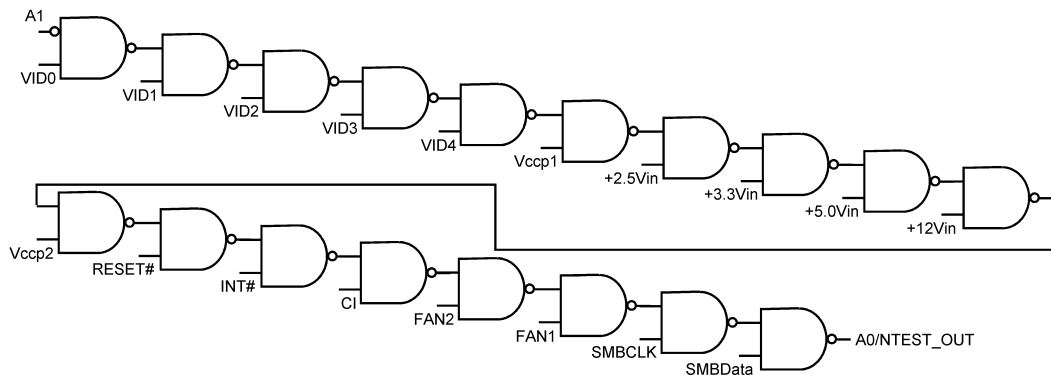 A1
VID0
VID1
VID2
VID3
VID4
Vccp1
+2.5Vin
+3.3Vin
+5.0Vin
+12Vin
Vccp2
RESET#
INT#
CI
FAN2
FAN1
SMBCLK
SMBData
A0/NTEST_OUT